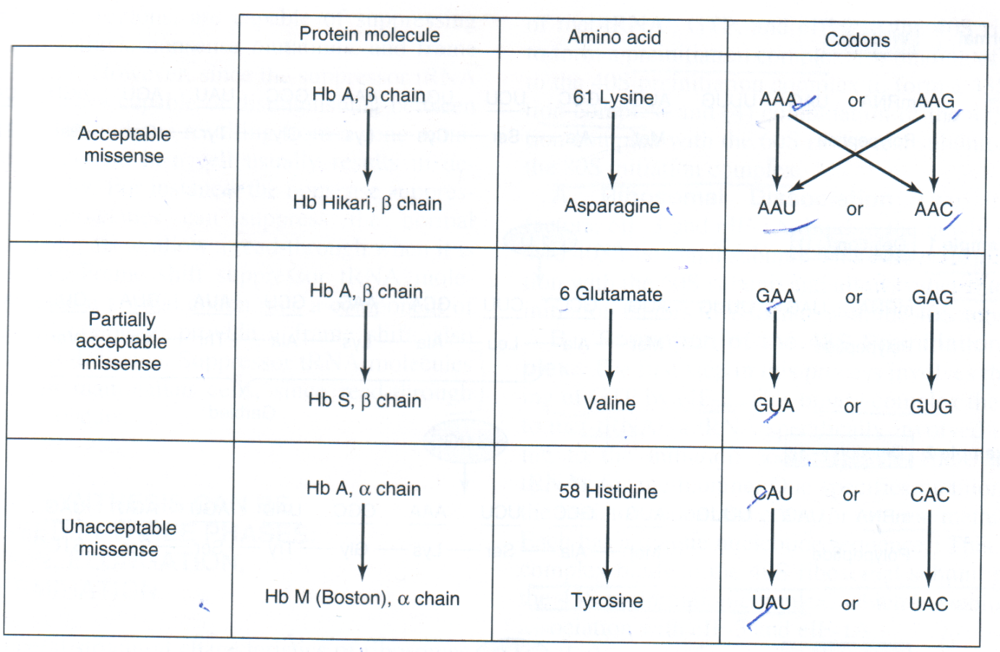 Protein molecule Amino acid Codons
Acceptable
missense
Hb A, β chain 61 Lysine AAA or AAG
Hb Hikari, β chain Asparagine AAU or AAC
Partially
acceptable
missense
Hb A, β chain 6 Glutamate GAA or GAG
Hb S, β chain Valine GUA or GUG
Unacceptable
missense
Hb A, α chain 58 Histidine CAU or CAC
Hb M (Boston), α chain Tyrosine UAU or UAC